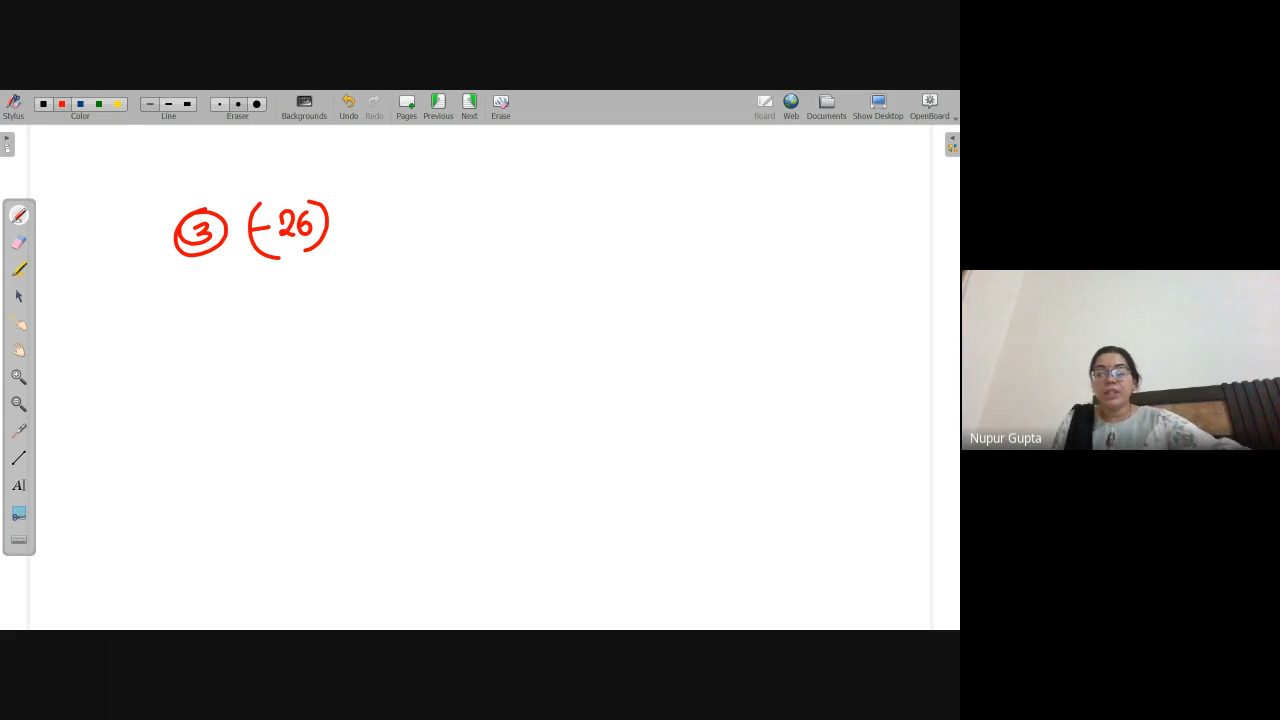 Stylus
Color
Line
Eraser
Backgrounds
Undo
Redo
Pages
Previous
Next
Erase
Board
Web
Documents
Show Desktop
OpenBoard
③ (-26)
Nupur Gupta